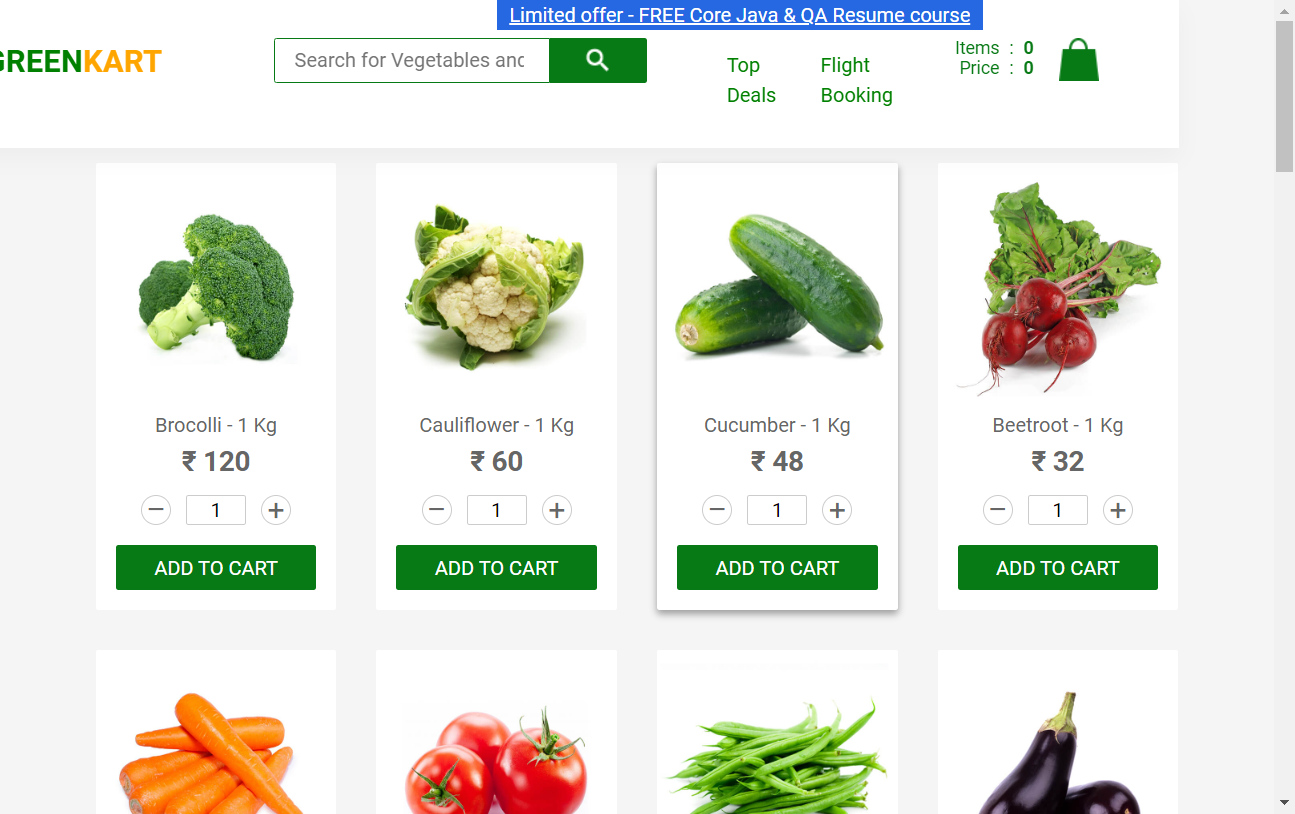 Limited offer - FREE Core Java & QA Resume course
GREENKART
Search for Vegetables and
Top Deals
Flight Booking
Items : 0
Price : 0
Brocolli - 1 Kg
₹ 120
1
ADD TO CART
Cauliflower - 1 Kg
₹ 60
1
ADD TO CART
Cucumber - 1 Kg
₹ 48
1
ADD TO CART
Beetroot - 1 Kg
₹ 32
1
ADD TO CART